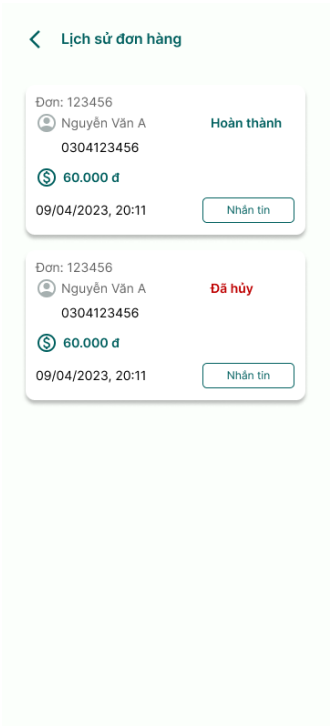 Lịch sử đơn hàng
Đơn: 123456
Nguyễn Văn A
Hoàn thành
0304123456
60.000 đ
09/04/2023, 20:11
Nhắn tin
Đơn: 123456
Nguyễn Văn A
Đã hủy
0304123456
60.000 đ
09/04/2023, 20:11
Nhắn tin